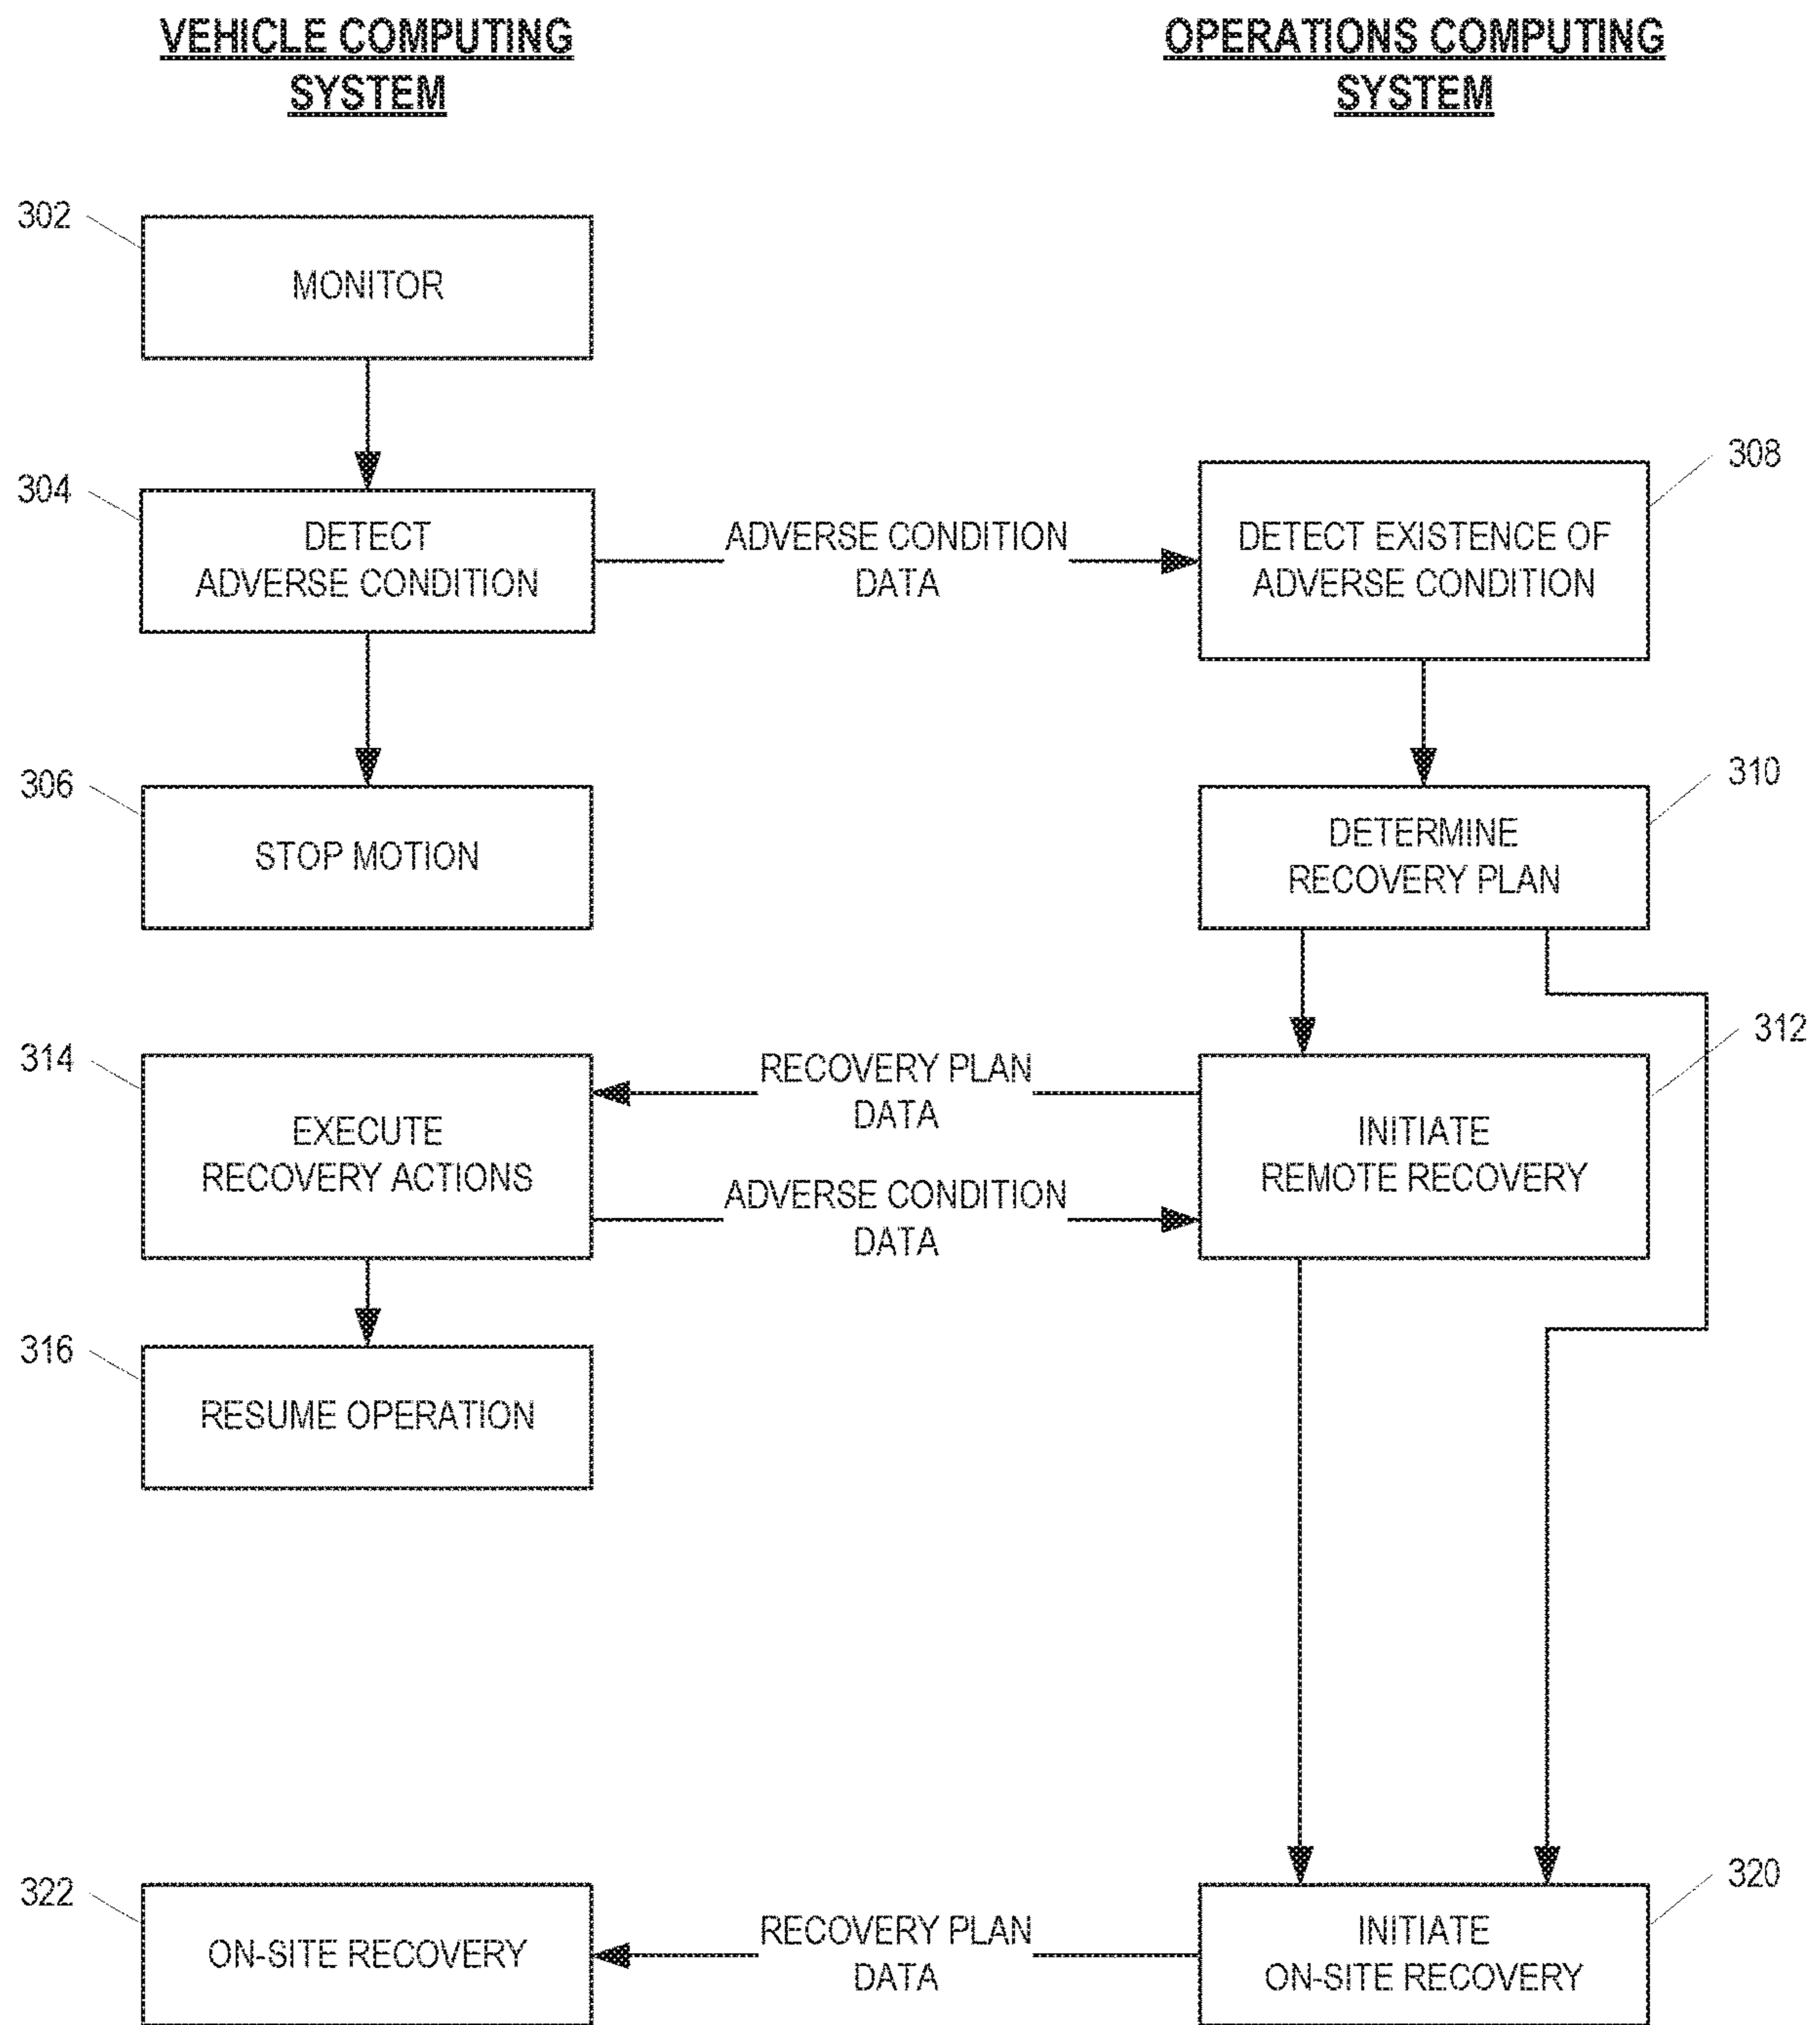 VEHICLE COMPUTING
SYSTEM
OPERATIONS COMPUTING
SYSTEM
302
MONITOR
304
DETECT
ADVERSE CONDITION
ADVERSE CONDITION
DATA
308
DETECT EXISTENCE OF
ADVERSE CONDITION
306
STOP MOTION
310
DETERMINE
RECOVERY PLAN
312
314
EXECUTE
RECOVERY ACTIONS
RECOVERY PLAN
DATA
ADVERSE CONDITION
DATA
INITIATE
REMOTE RECOVERY
316
RESUME OPERATION
322
ON-SITE RECOVERY
RECOVERY PLAN
DATA
320
INITIATE
ON-SITE RECOVERY